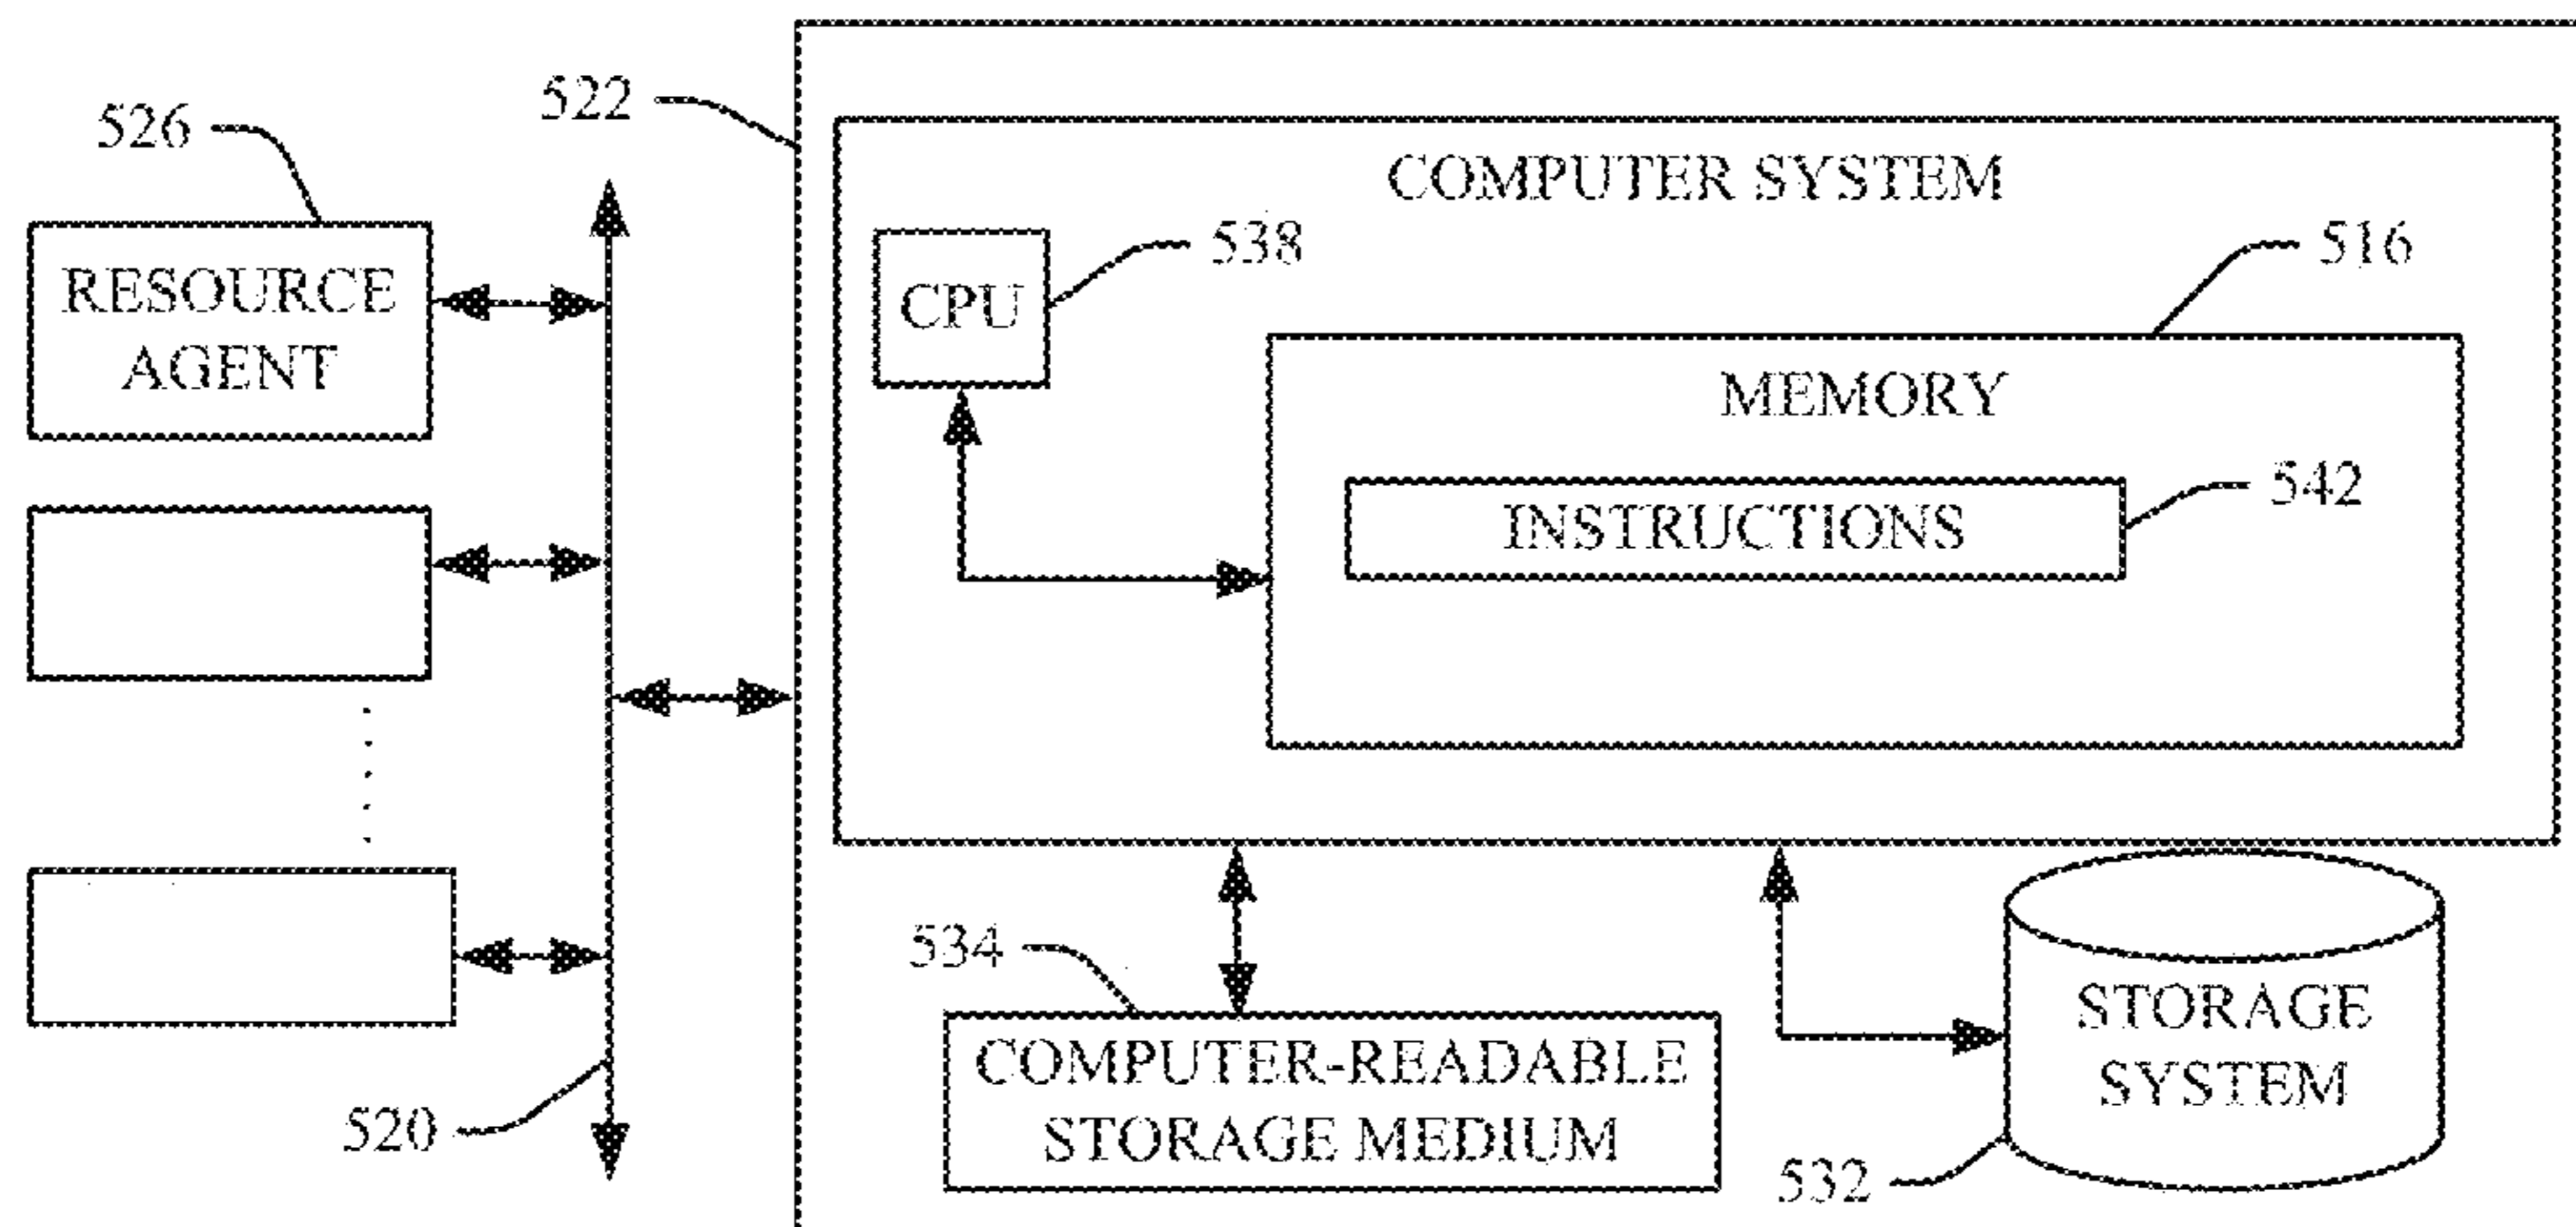 526
522
COMPUTER SYSTEM
538
516
RESOURCE
AGENT
CPU
MEMORY
542
INSTRUCTIONS
534
STORAGE
SYSTEM
COMPUTER-READABLE
STORAGE MEDIUM
520
532